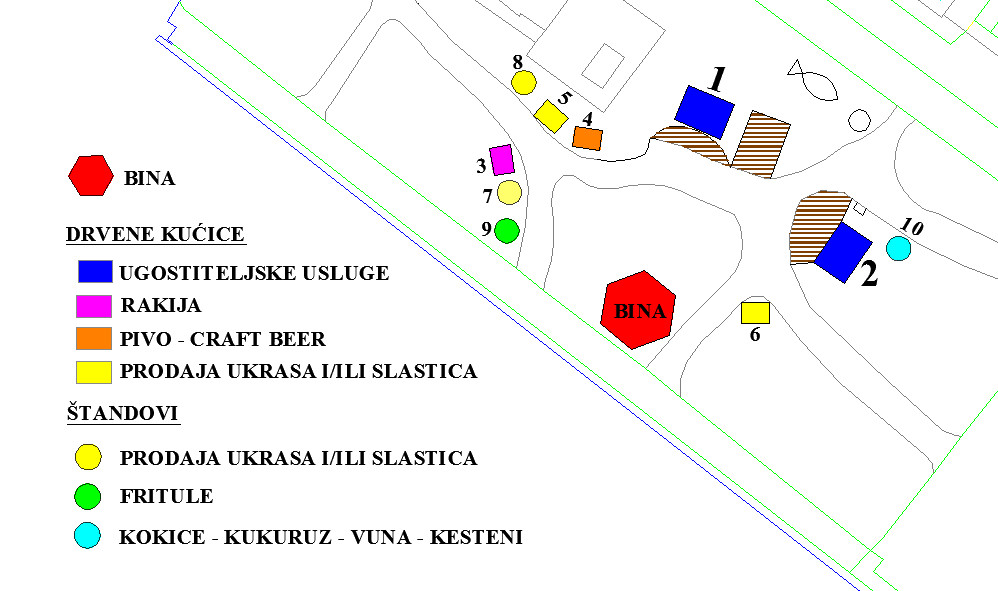 BINA
DRVENE KUĆICE
UGOSTITELJSKE USLUGE
RAKIJA
PIVO - CRAFT BEER
PRODAJA UKRASA I/ILI SLASTICA
ŠTANDOVI
PRODAJA UKRASA I/ILI SLASTICA
FRITULE
KOKICE - KUKURUZ - VUNA - KESTENI
8
5
4
1
3
7
9
10
2
BINA
6